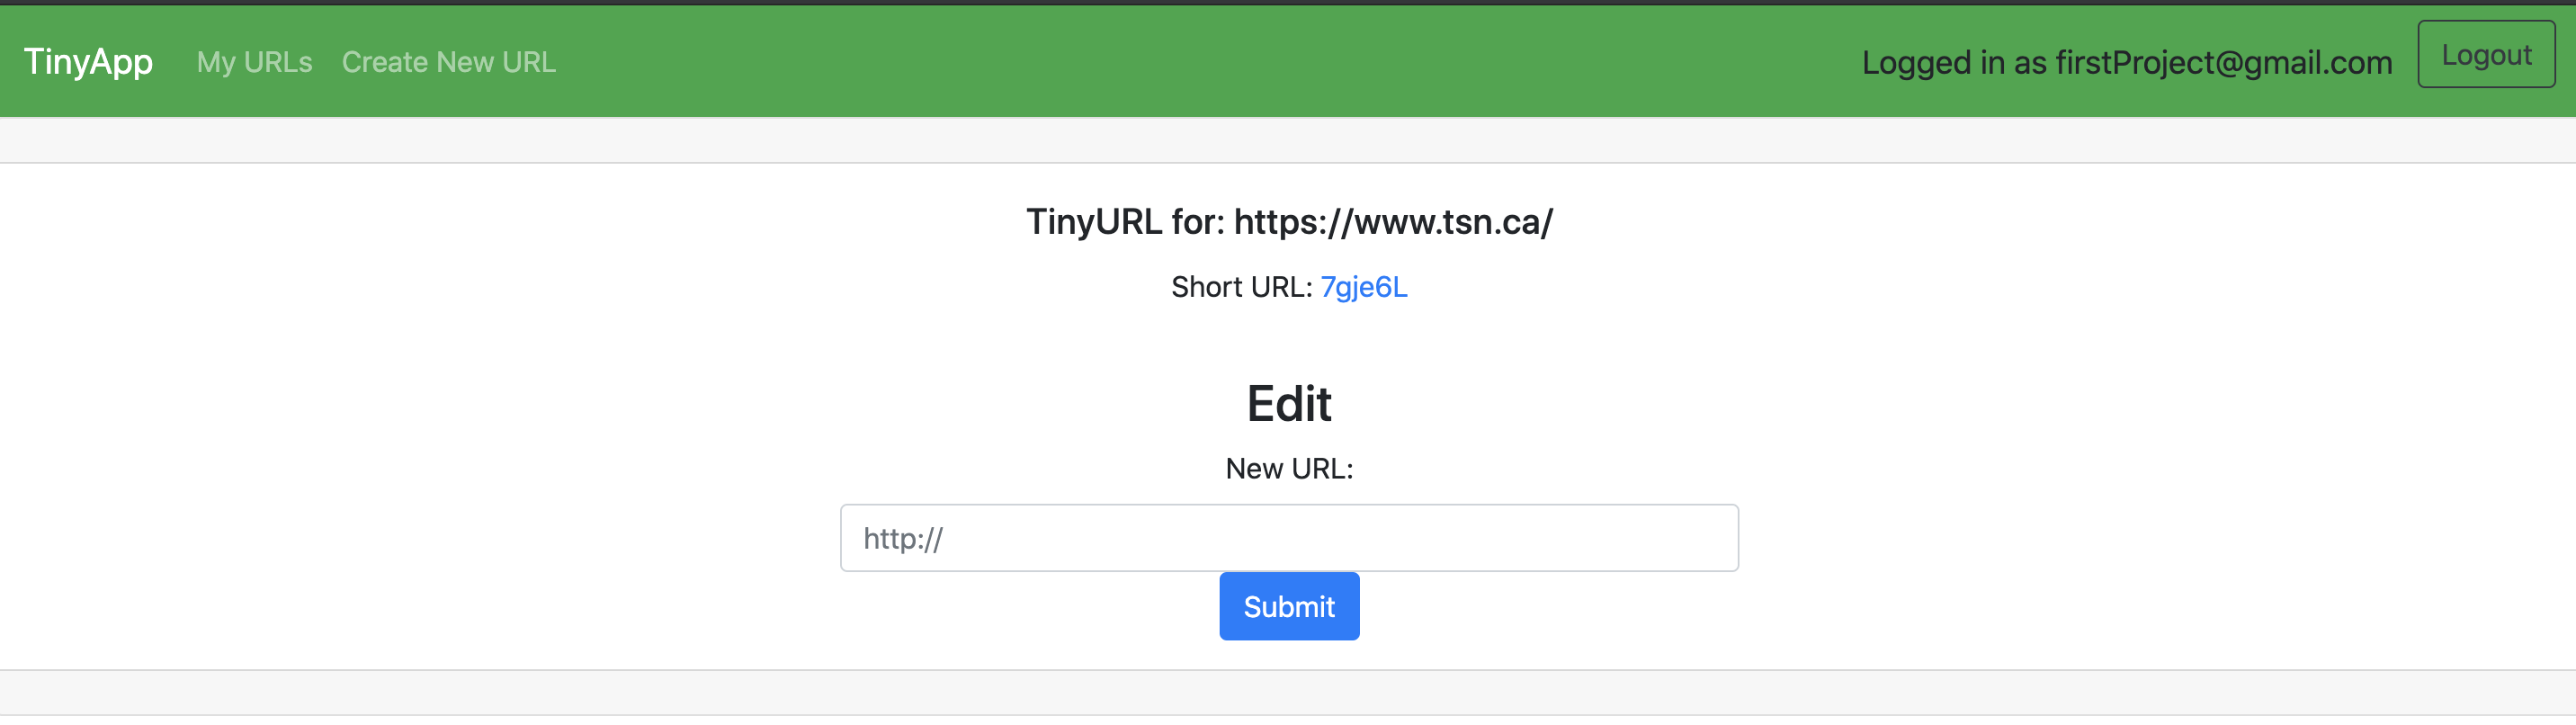 TinyApp My URLs Create New URL Logged in as firstProject@gmail.com Logout
TinyURL for: https://www.tsn.ca/
Short URL: 7gje6L
Edit
New URL:
http://
Submit